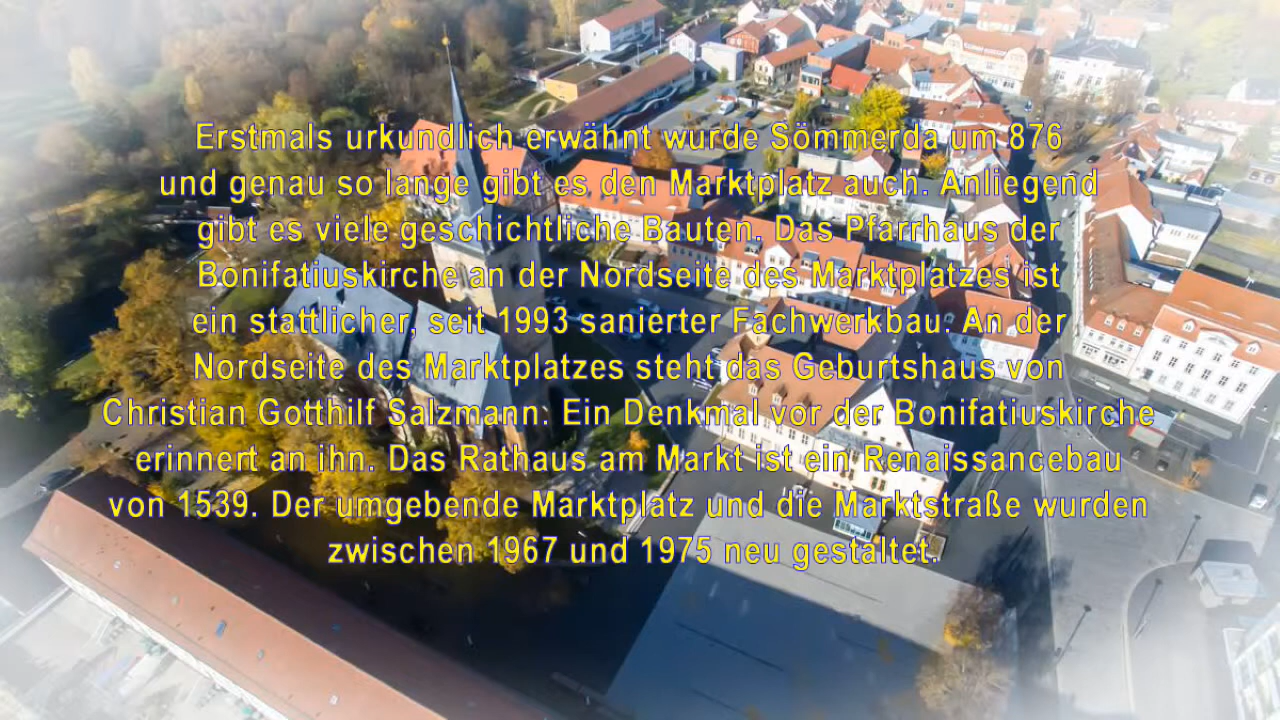 Erstmals urkundlich erwähnt wurde Sömmerda um 876
und genau so lange gibt es den Marktplatz auch. Anliegend
gibt es viele geschichtliche Bauten. Das Pfarrhaus der
Bonifatiuskirche an der Nordseite des Marktplatzes ist
ein stattlicher, seit 1993 sanierter Fachwerkbau. An der
Nordseite des Marktplatzes steht das Geburtshaus von
Christian Gotthilf Salzmann. Ein Denkmal vor der Bonifatiuskirche
erinnert an ihn. Das Rathaus am Markt ist ein Renaissancebau
von 1539. Der umgebende Marktplatz und die Marktstraße wurden
zwischen 1967 und 1975 neu gestaltet.